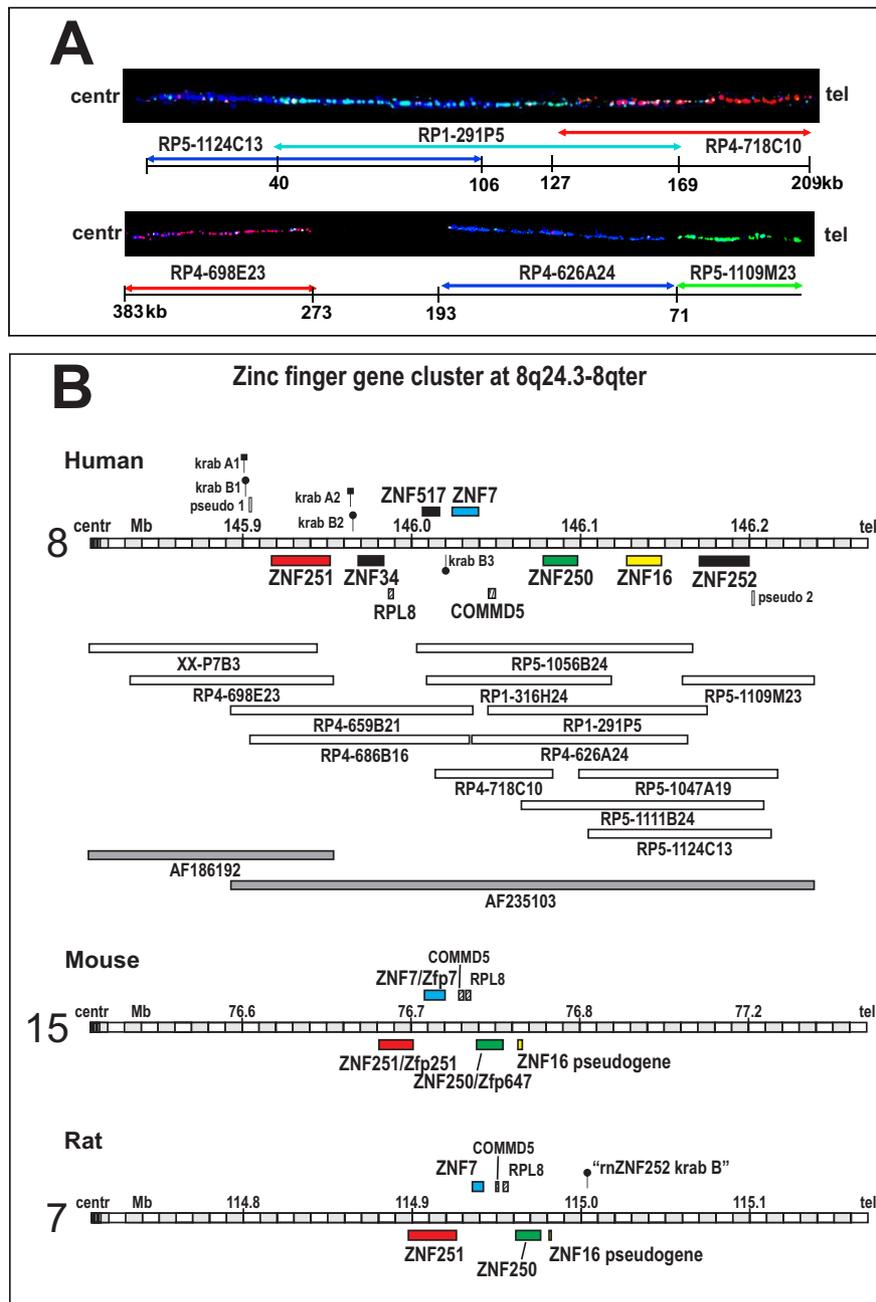 A
centr
tel
RP5-1124C13
RP1-291P5
RP4-718C10
40
106
127
169
209kb
centr
tel
RP4-698E23
RP4-626A24
RP5-1109M23
383kb
273
193
71
B
Zinc finger gene cluster at 8q24.3-8qter
Human
krab A1
krab B1
pseudo 1
krab A2
krab B2
ZNF517
ZNF7
8
centr
Mb
145.9
146.0
146.1
146.2
tel
ZNF251
ZNF34
krab B3
ZNF250
ZNF16
ZNF252
RPL8
COMMD5
pseudo 2
XX-P7B3
RP5-1056B24
RP4-698E23
RP1-316H24
RP5-1109M23
RP4-659B21
RP1-291P5
RP4-686B16
RP4-626A24
RP4-718C10
RP5-1047A19
RP5-1111B24
RP5-1124C13
AF186192
AF235103
Mouse
COMMD5
ZNF7/Zfp7
RPL8
15
centr
Mb
76.6
76.7
76.8
77.2
tel
ZNF251/Zfp251
ZNF16 pseudogene
ZNF250/Zfp647
Rat
COMMD5
ZNF7
RPL8
“rnZNF252 krab B”
7
centr
Mb
114.8
114.9
115.0
115.1
tel
ZNF251
ZNF16 pseudogene
ZNF250